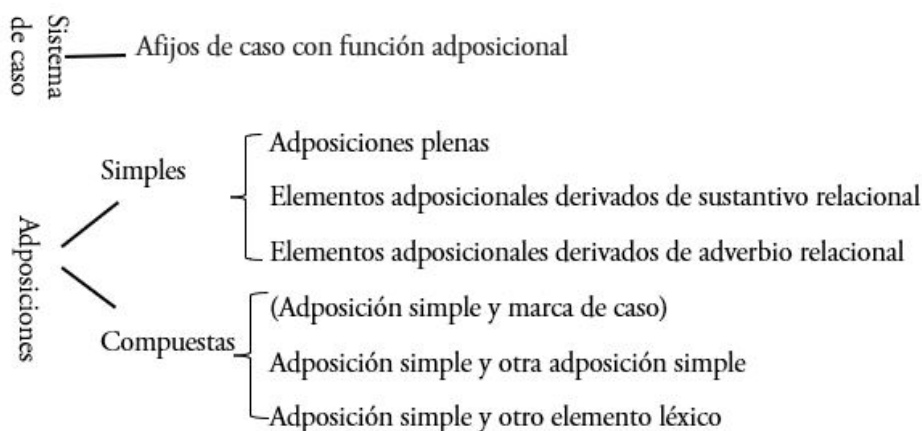 Sistema
de caso
Afijos de caso con función adposicional
Adposiciones
Simples
Adposiciones plenas
Elementos adposicionales derivados de sustantivo relacional
Elementos adposicionales derivados de adverbio relacional
Compuestas
(Adposición simple y marca de caso)
Adposición simple y otra adposición simple
Adposición simple y otro elemento léxico